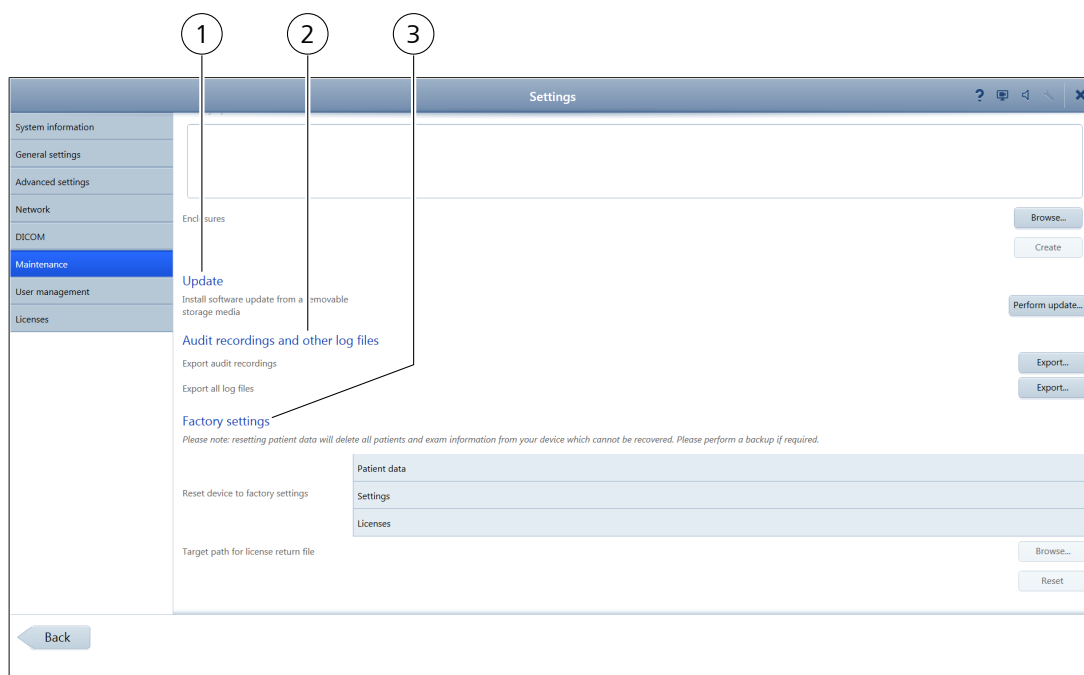 1 2 3
Settings
?
System information
General settings
Advanced settings
Network
DICOM
Maintenance
User management
Licenses
Enclosures
Browse...
Create
Update
Install software update from a removable
storage media
Perform update...
Audit recordings and other log files
Export audit recordings
Export...
Export all log files
Export...
Factory settings
Please note: resetting patient data will delete all patients and exam information from your device which cannot be recovered. Please perform a backup if required.
Reset device to factory settings
Patient data
Settings
Licenses
Target path for license return file
Browse...
Reset
Back